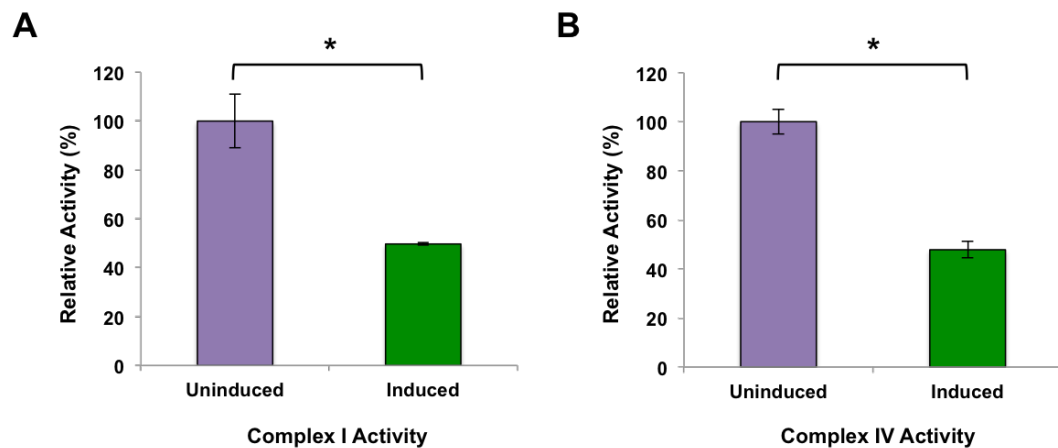 A
*
Relative Activity (%)
120
100
80
60
40
20
0
Uninduced Induced
Complex I Activity
B
*
Relative Activity (%)
120
100
80
60
40
20
0
Uninduced Induced
Complex IV Activity